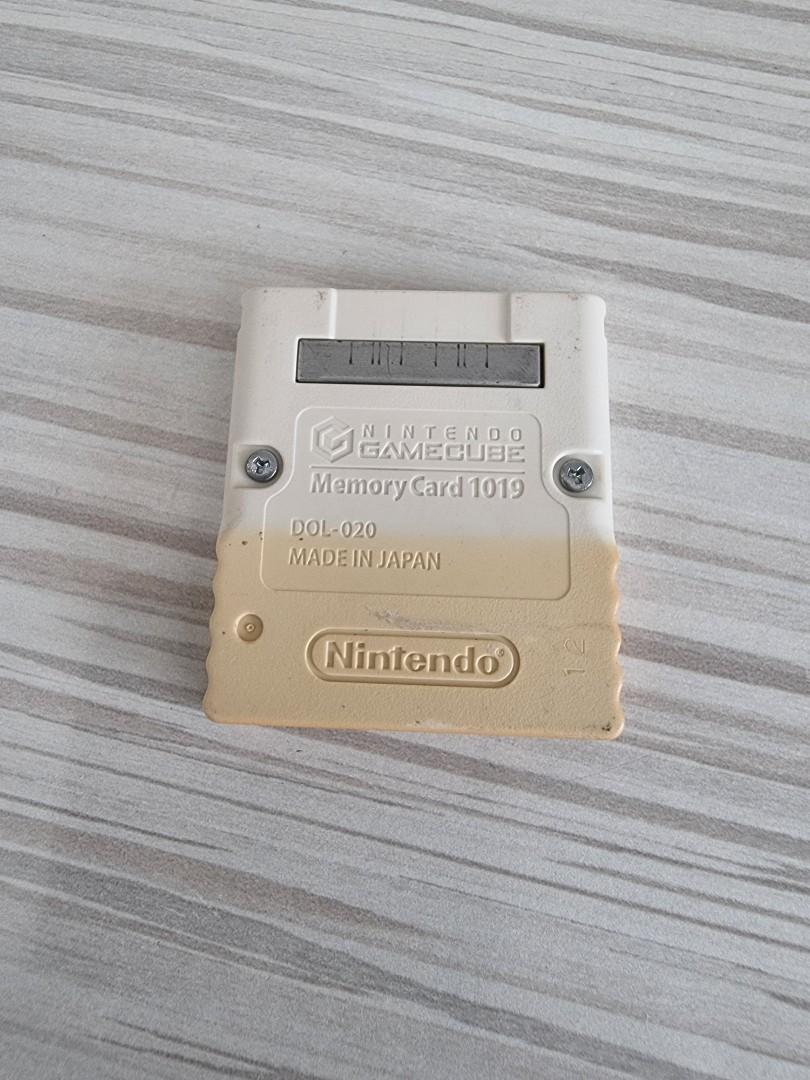 NINTENDO
GAMECUBE
Memory Card 1019
DOL-020
MADE IN JAPAN
Nintendo®
12